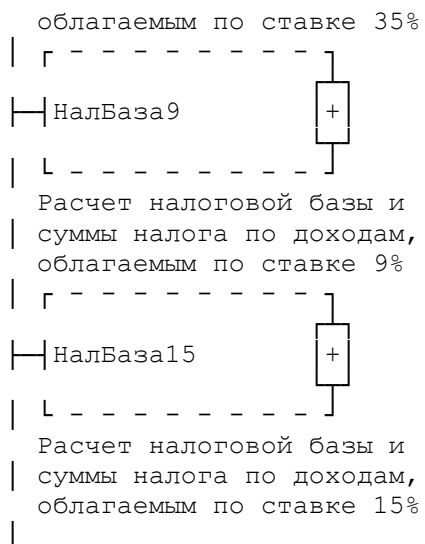 облагаемым по ставке 35%
НалБаза9 +
Расчет налоговой базы и
суммы налога по доходам,
облагаемым по ставке 9%
НалБаза15 +
Расчет налоговой базы и
суммы налога по доходам,
облагаемым по ставке 15%